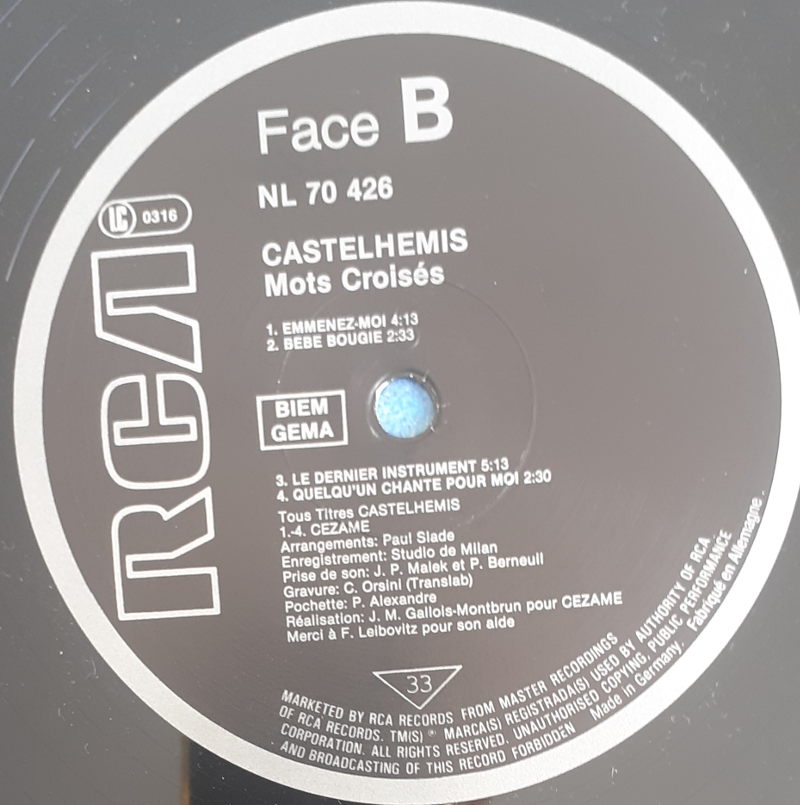 Face B
NL 70 426
LC 0316
RCA
CASTELHEMIS
Mots Croisés
1. EMMENEZ-MOI 4:13
2. BEBE BOUGIE 2:33
BIEM
GEMA
3. LE DERNIER INSTRUMENT 5:13
4. QUELQU'UN CHANTE POUR MOI 2:30
Tous Titres CASTELHEMIS
1.-4. CEZAME
Arrangements: Paul Slade
Enregistrement: Studio de Milan
Prise de son: J. P. Malek et P. Berneuil
Gravure: C. Orsini (Translab)
Pochette: P. Alexandre
Réalisation: J. M. Gallois-Montbrun pour CEZAME
Merci à F. Leibovitz pour son aide
33
MARKETED BY RCA RECORDS FROM MASTER RECORDINGS
OF RCA RECORDS. TM(S) ® MARCA(S) REGISTRADA(S) USED BY AUTHORITY OF RCA
CORPORATION. ALL RIGHTS RESERVED. UNAUTHORISED COPYING, PUBLIC PERFORMANCE
AND BROADCASTING OF THIS RECORD FORBIDDEN Made in Germany. Fabriqué en Allemagne.